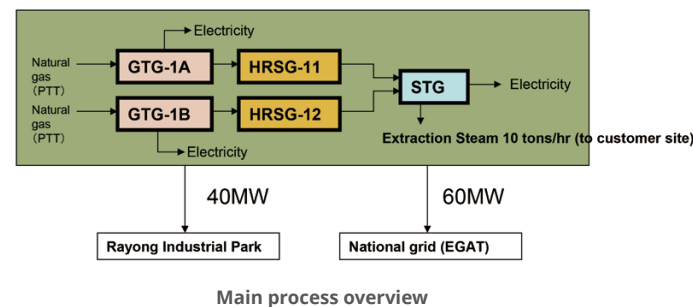 Electricity
Natural
gas
(PTT)
GTG-1A
HRSG-11
STG
Electricity
Natural
gas
(PTT)
GTG-1B
HRSG-12
Extraction Steam 10 tons/hr (to customer site)
Electricity
40MW
60MW
Rayong Industrial Park
National grid (EGAT)
Main process overview